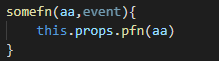 somefn(aa,event){
    this.props.pfn(aa)
}